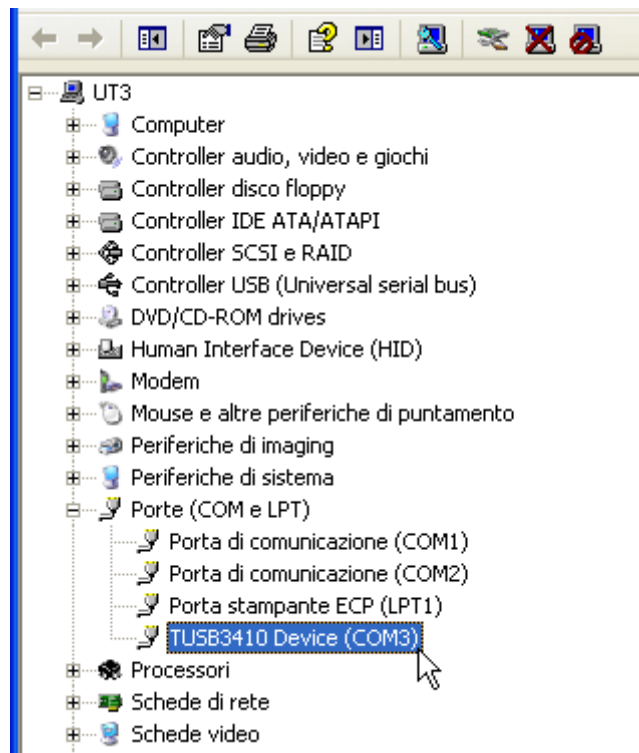 UT3
Computer
Controller audio, video e giochi
Controller disco floppy
Controller IDE ATA/ATAPI
Controller SCSI e RAID
Controller USB (Universal serial bus)
DVD/CD-ROM drives
Human Interface Device (HID)
Modem
Mouse e altre periferiche di puntamento
Periferiche di imaging
Periferiche di sistema
Porte (COM e LPT)
Porta di comunicazione (COM1)
Porta di comunicazione (COM2)
Porta stampante ECP (LPT1)
TUSB3410 Device (COM3)
Processori
Schede di rete
Schede video